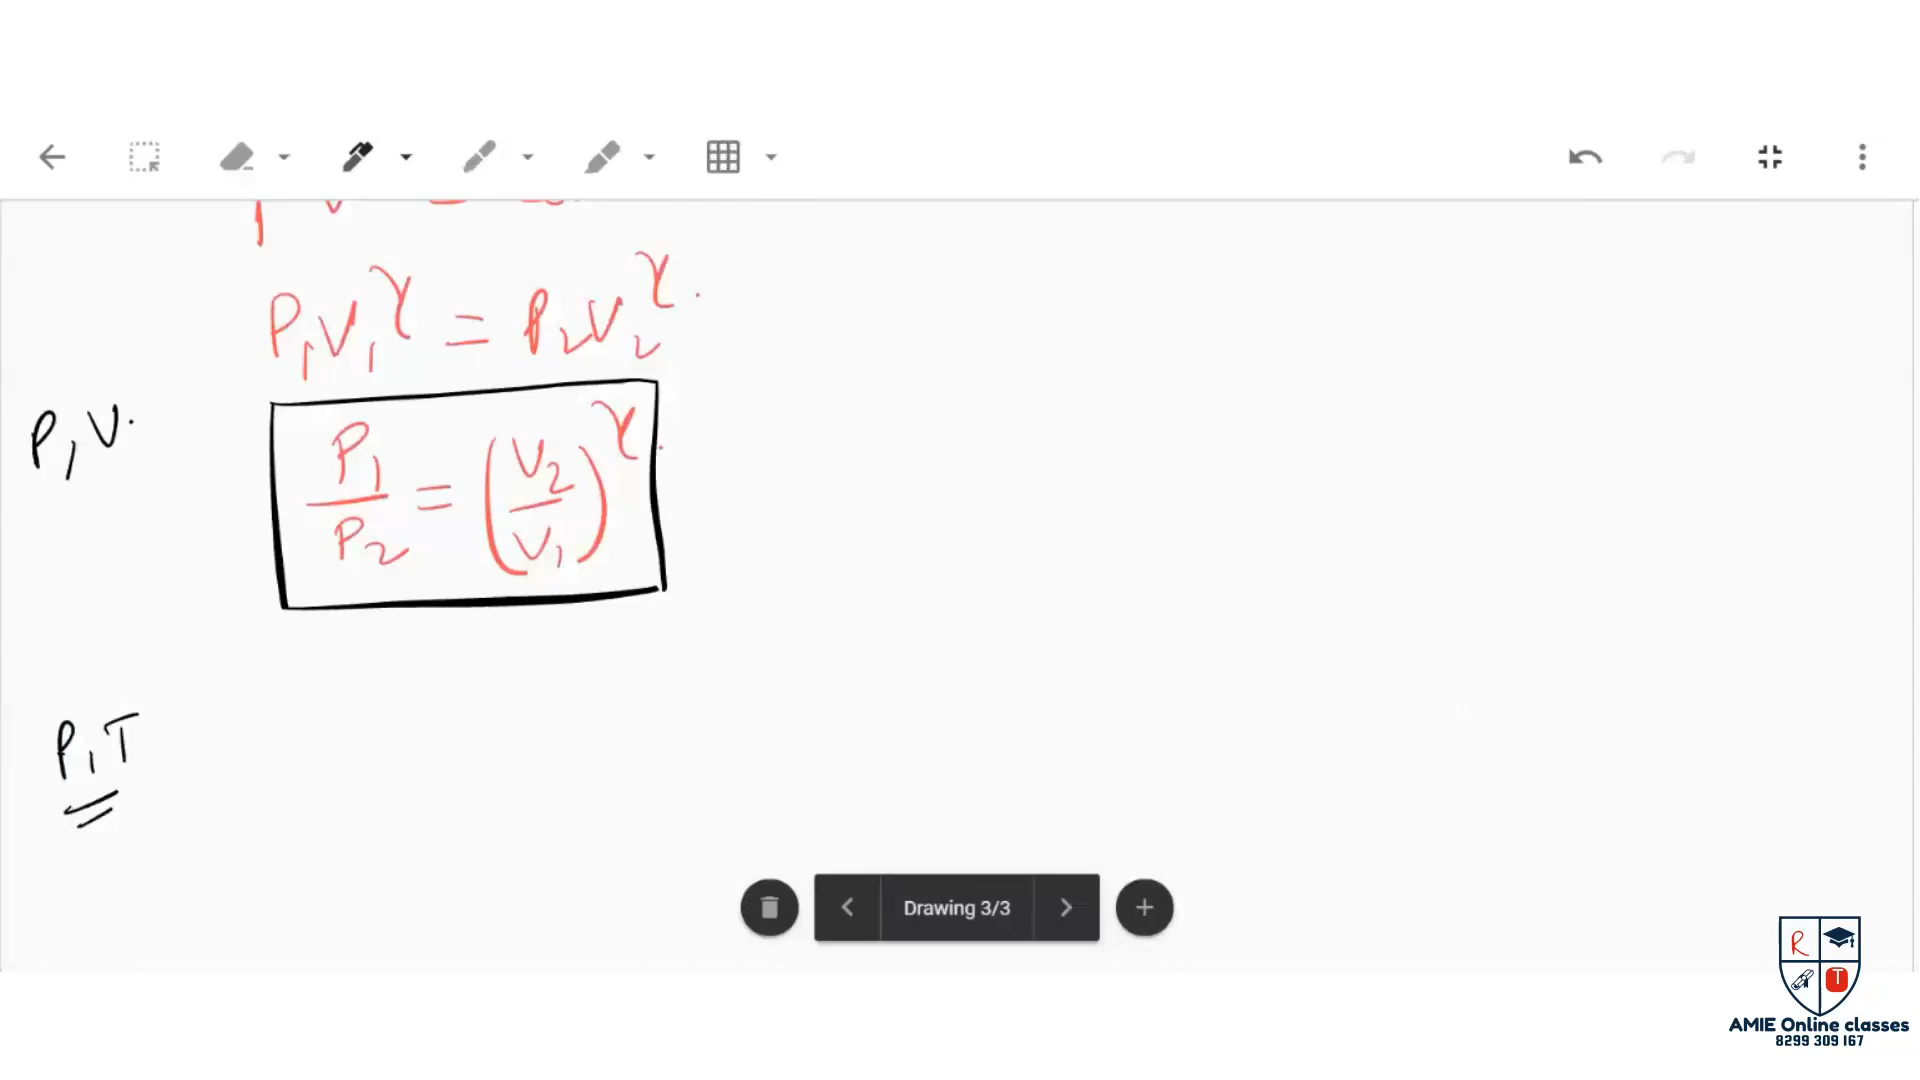 P₁V₁^γ = P₂V₂^γ.
P, V.
P₁/P₂ = (V₂/V₁)^γ.
P, T
Drawing 3/3
R
T
AMIE Online classes
8299 309 167